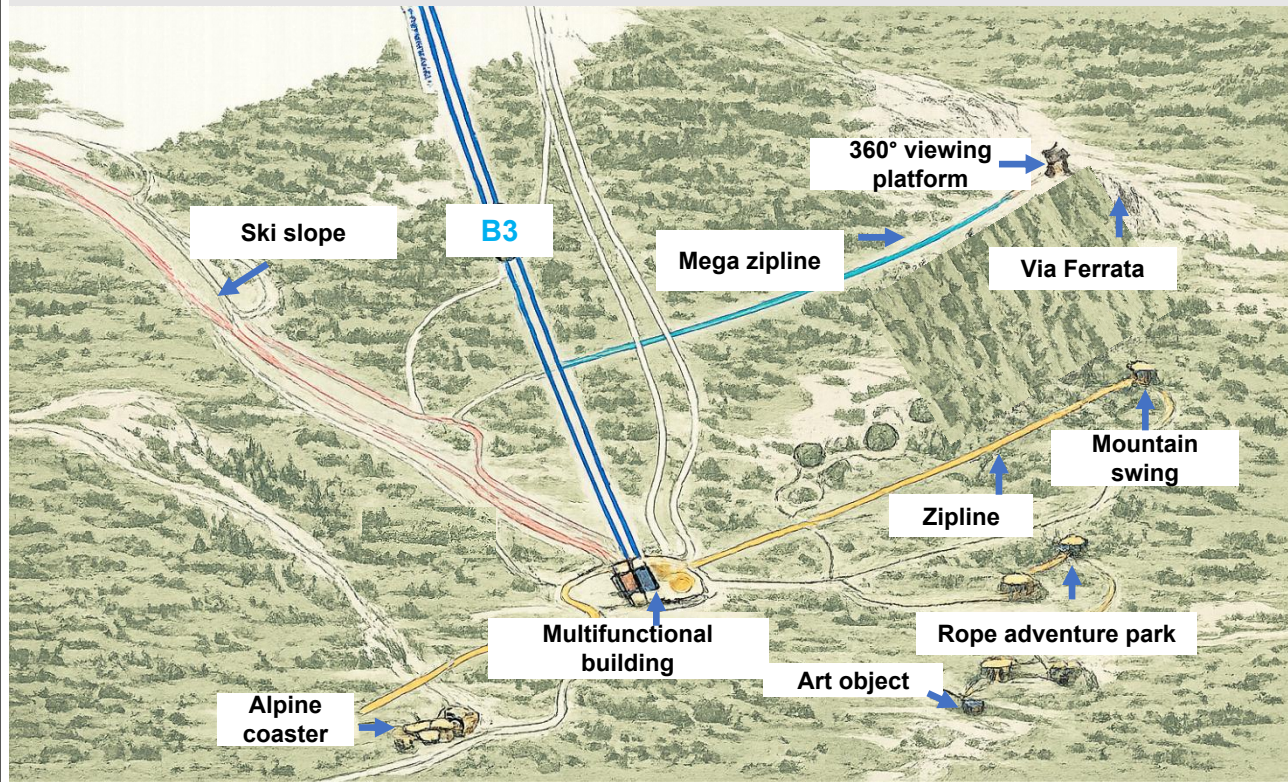 360° viewing
platform
Ski slope
B3
Mega zipline
Via Ferrata
Mountain
swing
Zipline
Rope adventure park
Multifunctional
building
Art object
Alpine
coaster